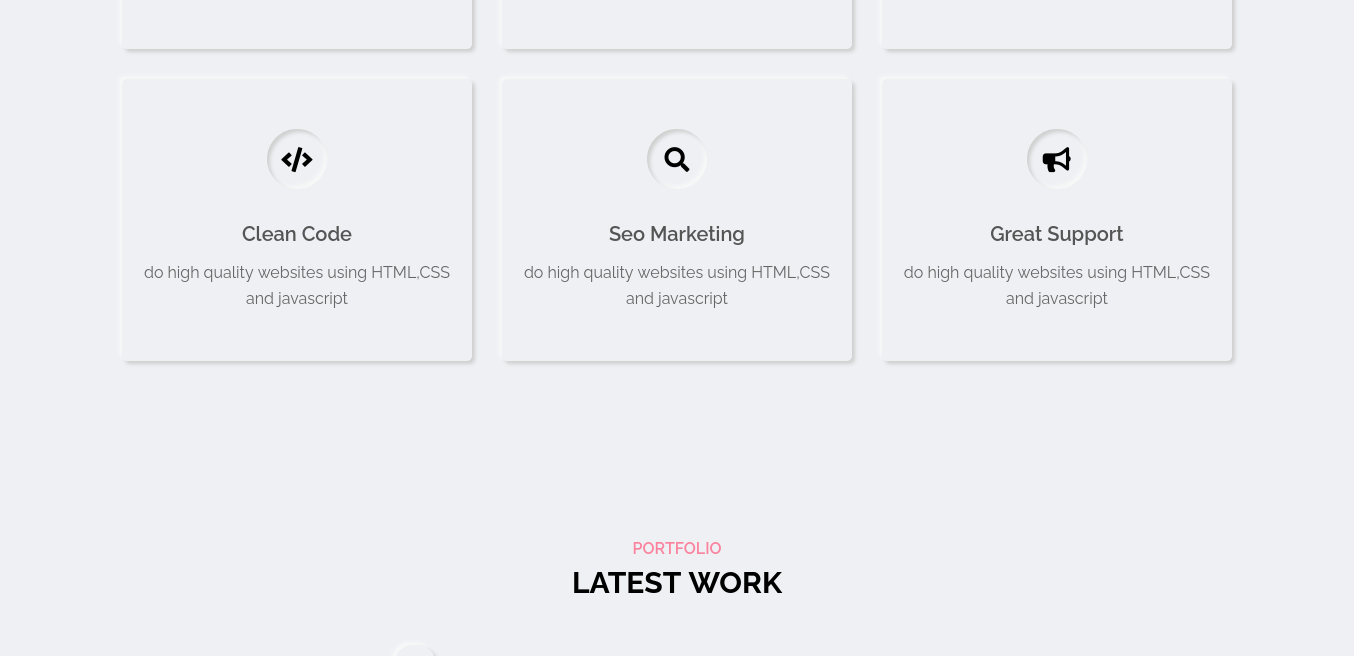 Clean Code
do high quality websites using HTML,CSS
and javascript
Seo Marketing
do high quality websites using HTML,CSS
and javascript
Great Support
do high quality websites using HTML,CSS
and javascript
PORTFOLIO
LATEST WORK